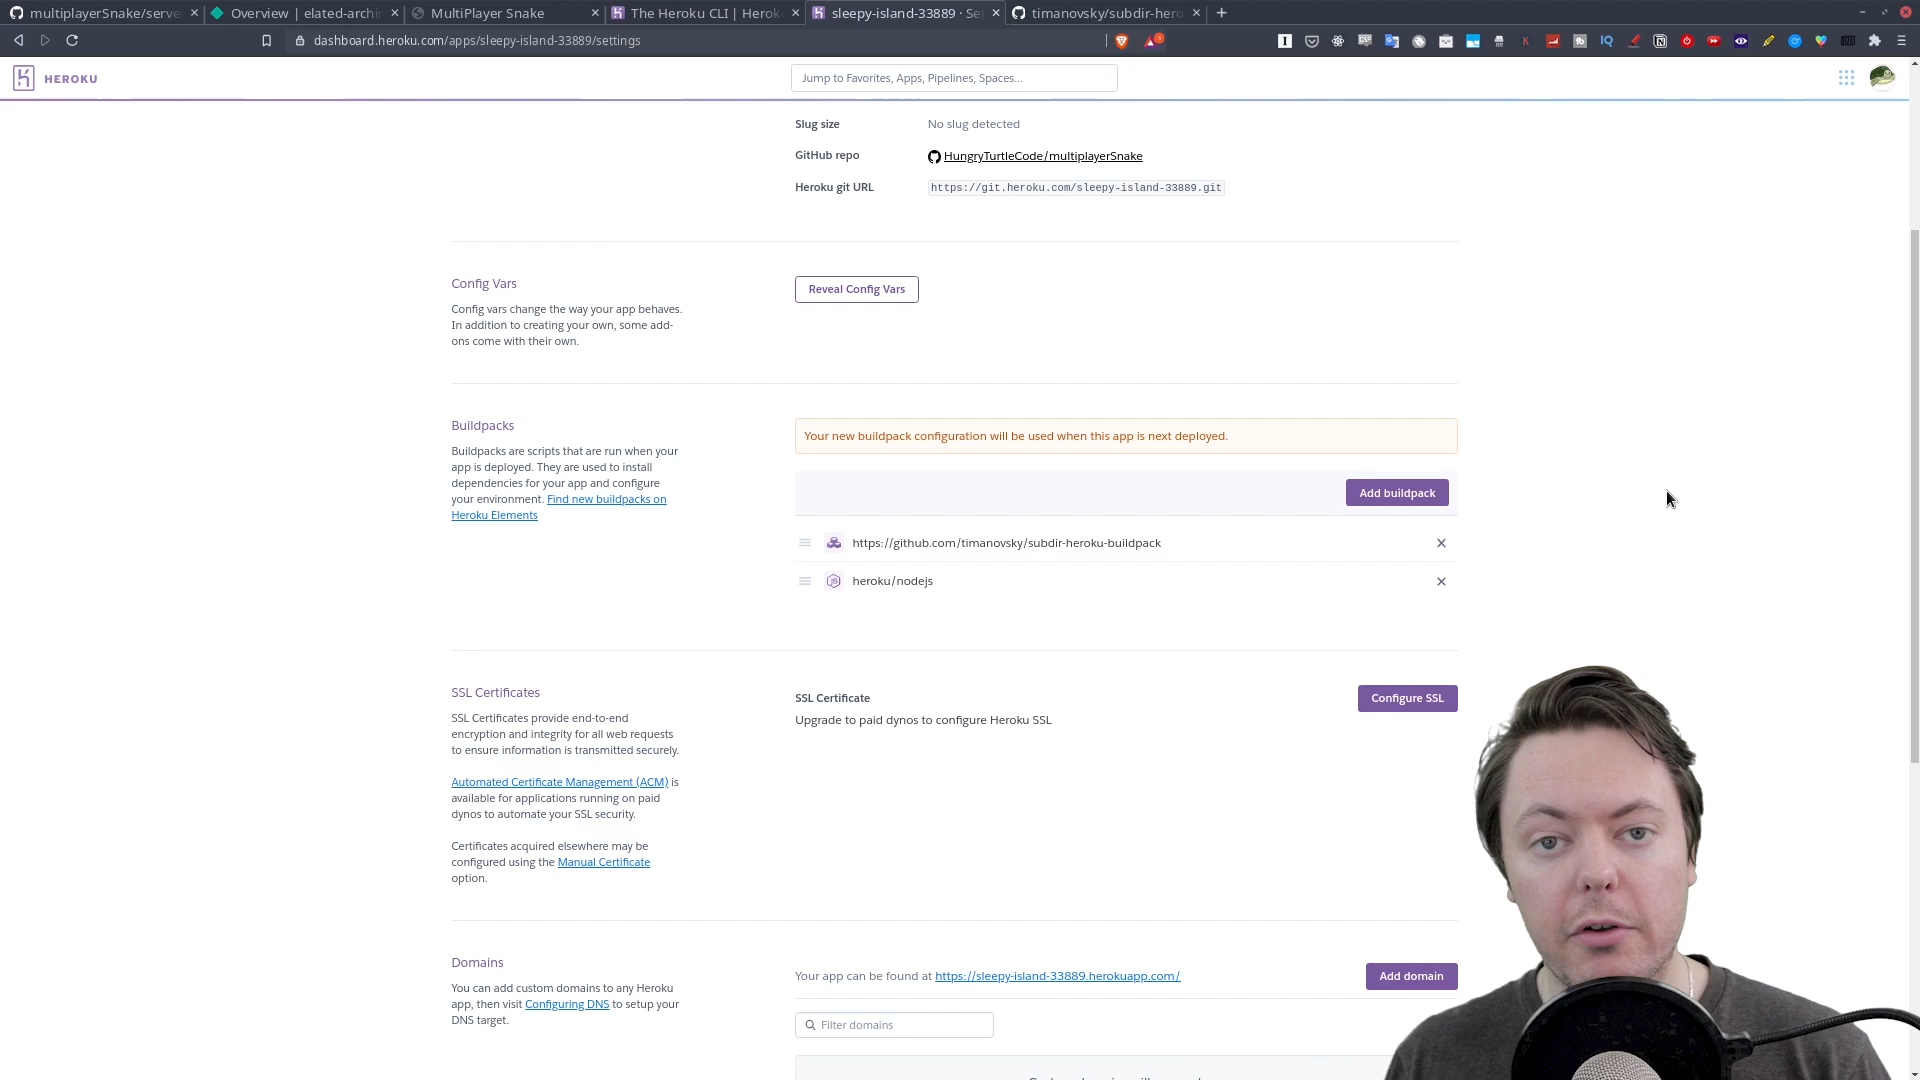 multiplayerSnake/serve
Overview | elated-archi
MultiPlayer Snake
The Heroku CLI | Herok
sleepy-island-33889 · Se
timanovsky/subdir-hero
dashboard.heroku.com/apps/sleepy-island-33889/settings
HEROKU
Jump to Favorites, Apps, Pipelines, Spaces...
Slug size
No slug detected
GitHub repo
HungryTurtleCode/multiplayerSnake
Heroku git URL
https://git.heroku.com/sleepy-island-33889.git
Config Vars
Config vars change the way your app behaves.
In addition to creating your own, some add-
ons come with their own.
Reveal Config Vars
Buildpacks
Buildpacks are scripts that are run when your
app is deployed. They are used to install
dependencies for your app and configure
your environment. Find new buildpacks on
Heroku Elements
Your new buildpack configuration will be used when this app is next deployed.
Add buildpack
https://github.com/timanovsky/subdir-heroku-buildpack
heroku/nodejs
SSL Certificates
SSL Certificates provide end-to-end
encryption and integrity for all web requests
to ensure information is transmitted securely.
Automated Certificate Management (ACM) is
available for applications running on paid
dynos to automate your SSL security.
Certificates acquired elsewhere may be
configured using the Manual Certificate
option.
SSL Certificate
Upgrade to paid dynos to configure Heroku SSL
Configure SSL
Domains
You can add custom domains to any Heroku
app, then visit Configuring DNS to setup your
DNS target.
Your app can be found at https://sleepy-island-33889.herokuapp.com/
Add domain
Filter domains